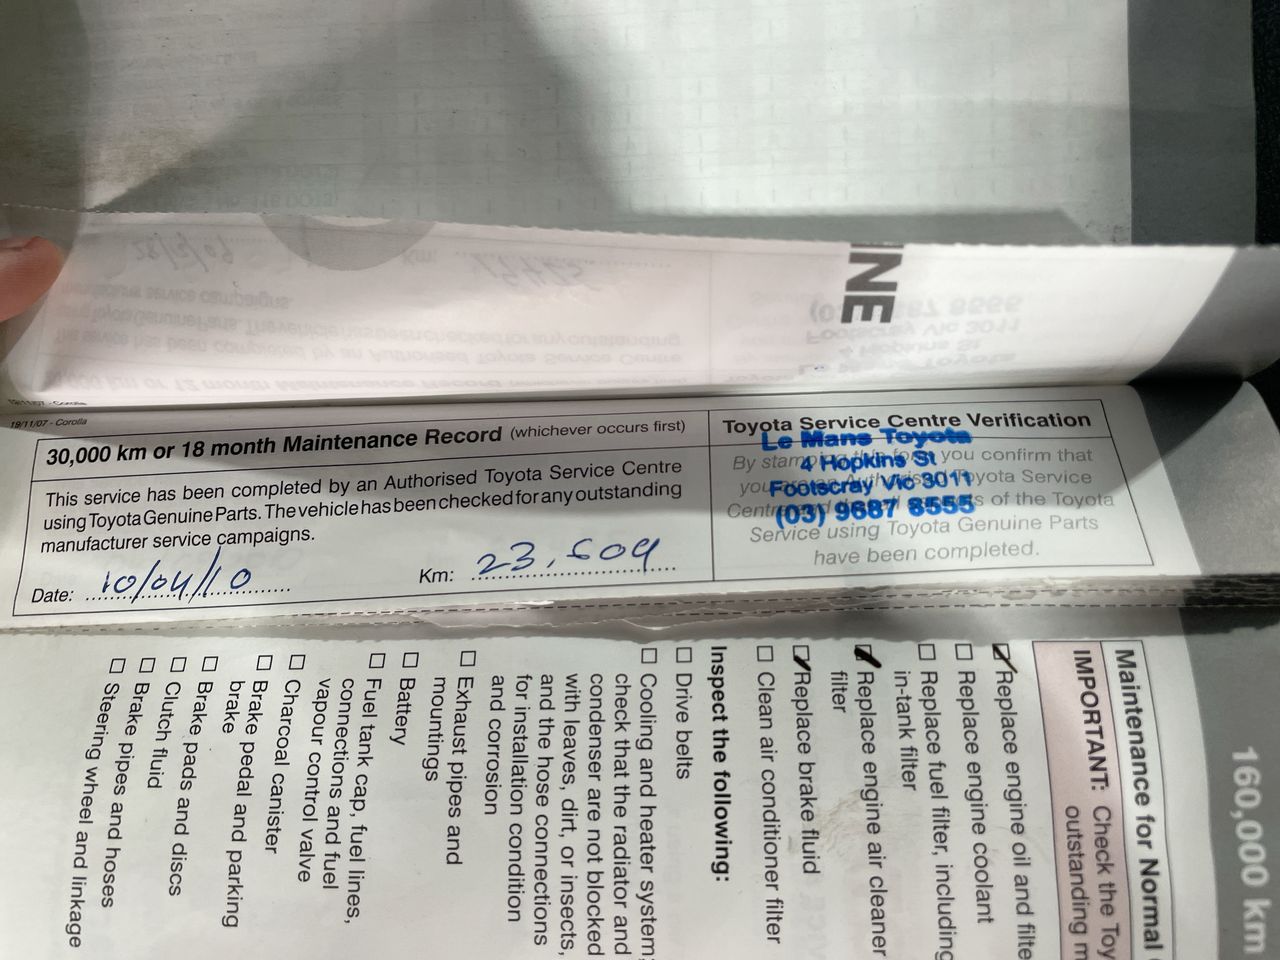 INE
19/11/07 - Corolla
30,000 km or 18 month Maintenance Record (whichever occurs first)
This service has been completed by an Authorised Toyota Service Centre
using Toyota Genuine Parts. The vehicle has been checked for any outstanding
manufacturer service campaigns.
Date: 10/04/10
Km: 23,609
Toyota Service Centre Verification
Le Mans Toyota
4 Hopkins St
Footscray Vic 3011
(03) 9687 8555
By you confirm that
you Toyota Service
Centre of the Toyota
Service using Toyota Genuine Parts
have been completed.
160,000 km
Maintenance for Normal
IMPORTANT: Check the Toy
outstanding m
Replace engine oil and filte
Replace engine coolant
Replace fuel filter, including
in-tank filter
Replace engine air cleaner
filter
Replace brake fluid
Clean air conditioner filter
Inspect the following:
Drive belts
Cooling and heater system;
check that the radiator and
condenser are not blocked
with leaves, dirt, or insects,
and the hose connections
for installation condition
and corrosion
Exhaust pipes and
mountings
Battery
Fuel tank cap, fuel lines,
connections and fuel
vapour control valve
Charcoal canister
Brake pedal and parking
brake
Brake pads and discs
Clutch fluid
Brake pipes and hoses
Steering wheel and linkage